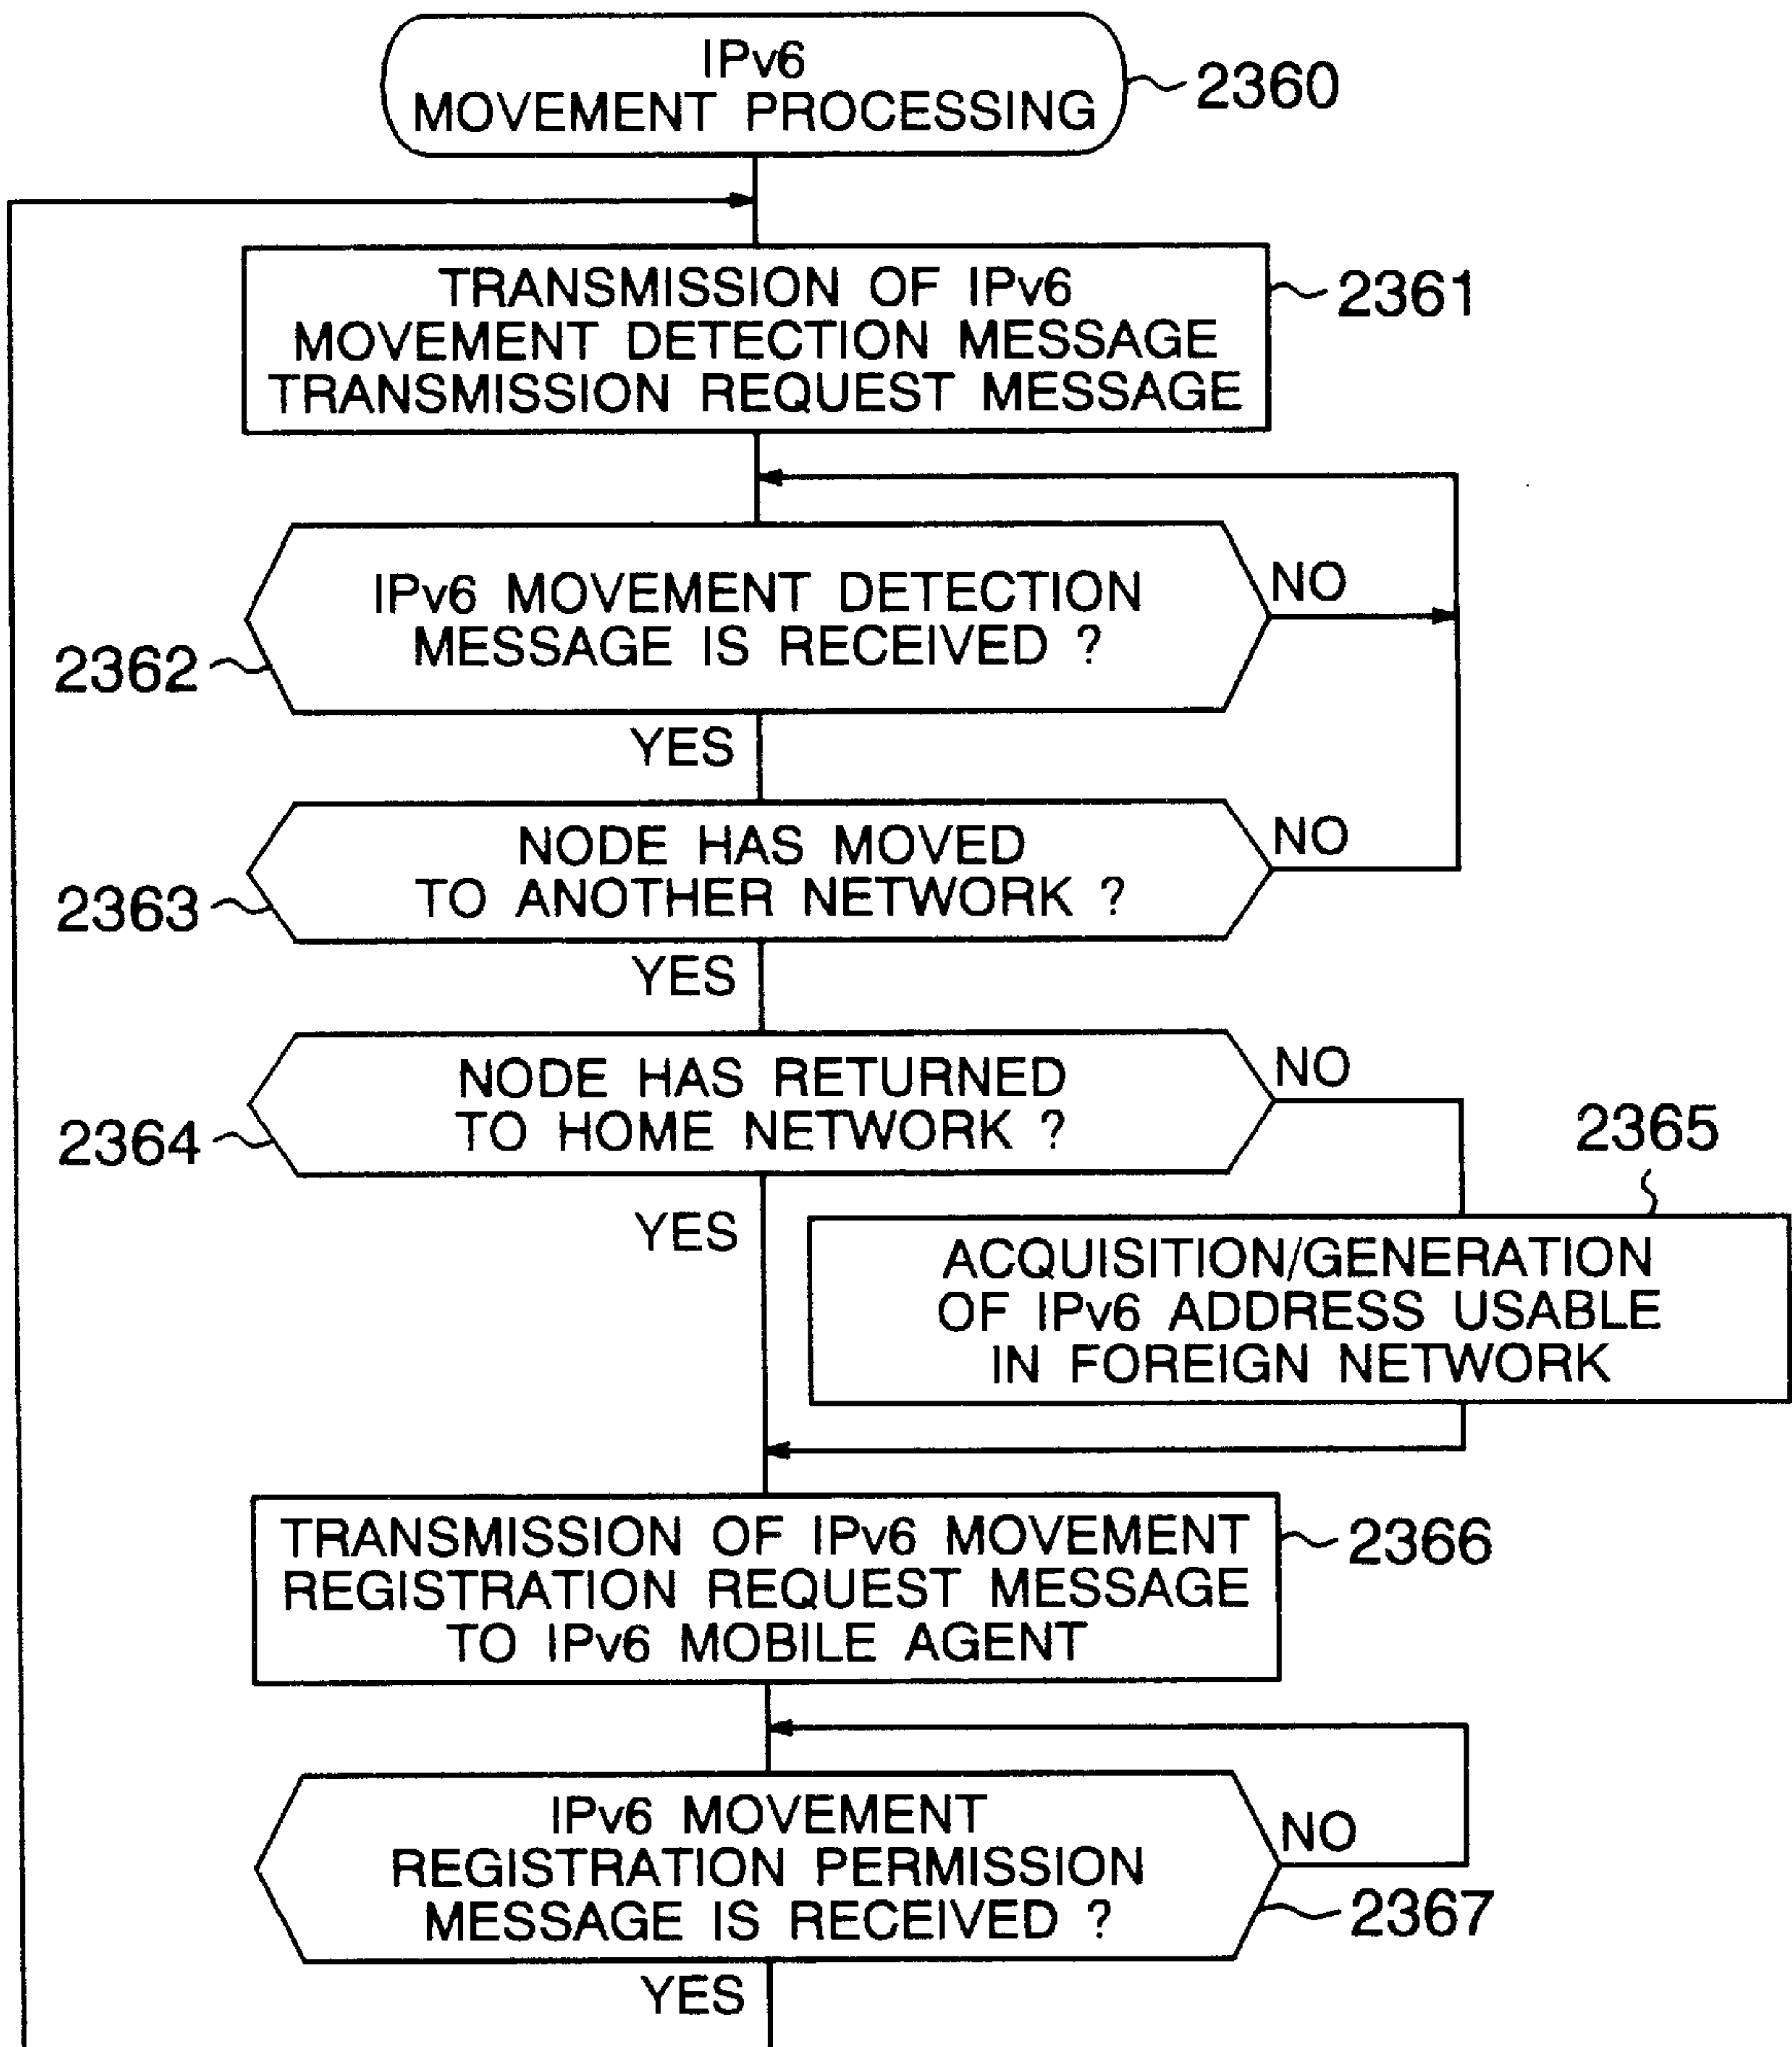 IPv6
MOVEMENT PROCESSING
2360
TRANSMISSION OF IPv6
MOVEMENT DETECTION MESSAGE
TRANSMISSION REQUEST MESSAGE
2361
IPv6 MOVEMENT DETECTION
MESSAGE IS RECEIVED ?
NO
2362
YES
NODE HAS MOVED
TO ANOTHER NETWORK ?
NO
2363
YES
NODE HAS RETURNED
TO HOME NETWORK ?
NO
2364
2365
YES
ACQUISITION/GENERATION
OF IPv6 ADDRESS USABLE
IN FOREIGN NETWORK
TRANSMISSION OF IPv6 MOVEMENT
REGISTRATION REQUEST MESSAGE
TO IPv6 MOBILE AGENT
2366
IPv6 MOVEMENT
REGISTRATION PERMISSION
MESSAGE IS RECEIVED ?
NO
2367
YES